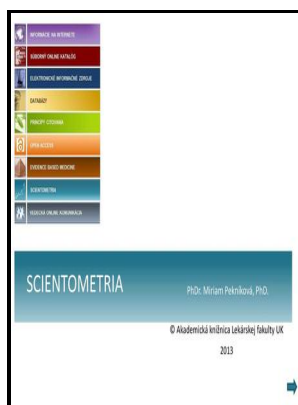 INFORMÁCIE NA INTERNETE
SÚBORNÝ ONLINE KATALÓG
ELEKTRONICKÉ INFORMAČNÉ ZDROJE
DATABÁZY
PRINCÍPY CITOVANIA
OPEN ACCESS
EVIDENCE BASED MEDICINE
SCIENTOMETRIA
VEDECKÁ ONLINE KOMUNIKÁCIA
SCIENTOMETRIA
PhDr. Miriam Pekníková, PhD.
© Akademická knižnica Lekárskej fakulty UK
2013